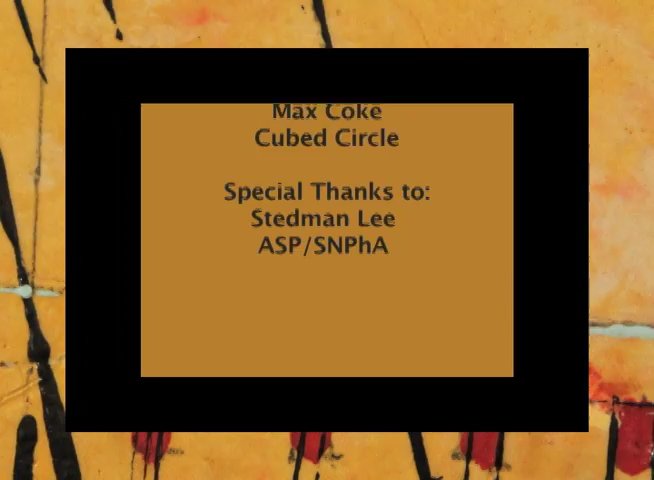 Max Coke
Cubed Circle
Special Thanks to:
Stedman Lee
ASP/SNPhA